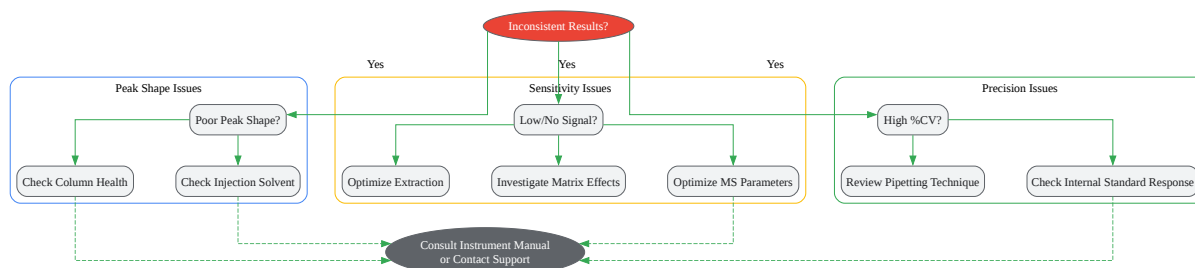 Inconsistent Results?
Yes
Yes
Yes
Peak Shape Issues
Sensitivity Issues
Precision Issues
Poor Peak Shape?
Low/No Signal?
High %CV?
Check Column Health
Check Injection Solvent
Optimize Extraction
Investigate Matrix Effects
Optimize MS Parameters
Review Pipetting Technique
Check Internal Standard Response
Consult Instrument Manual
or Contact Support